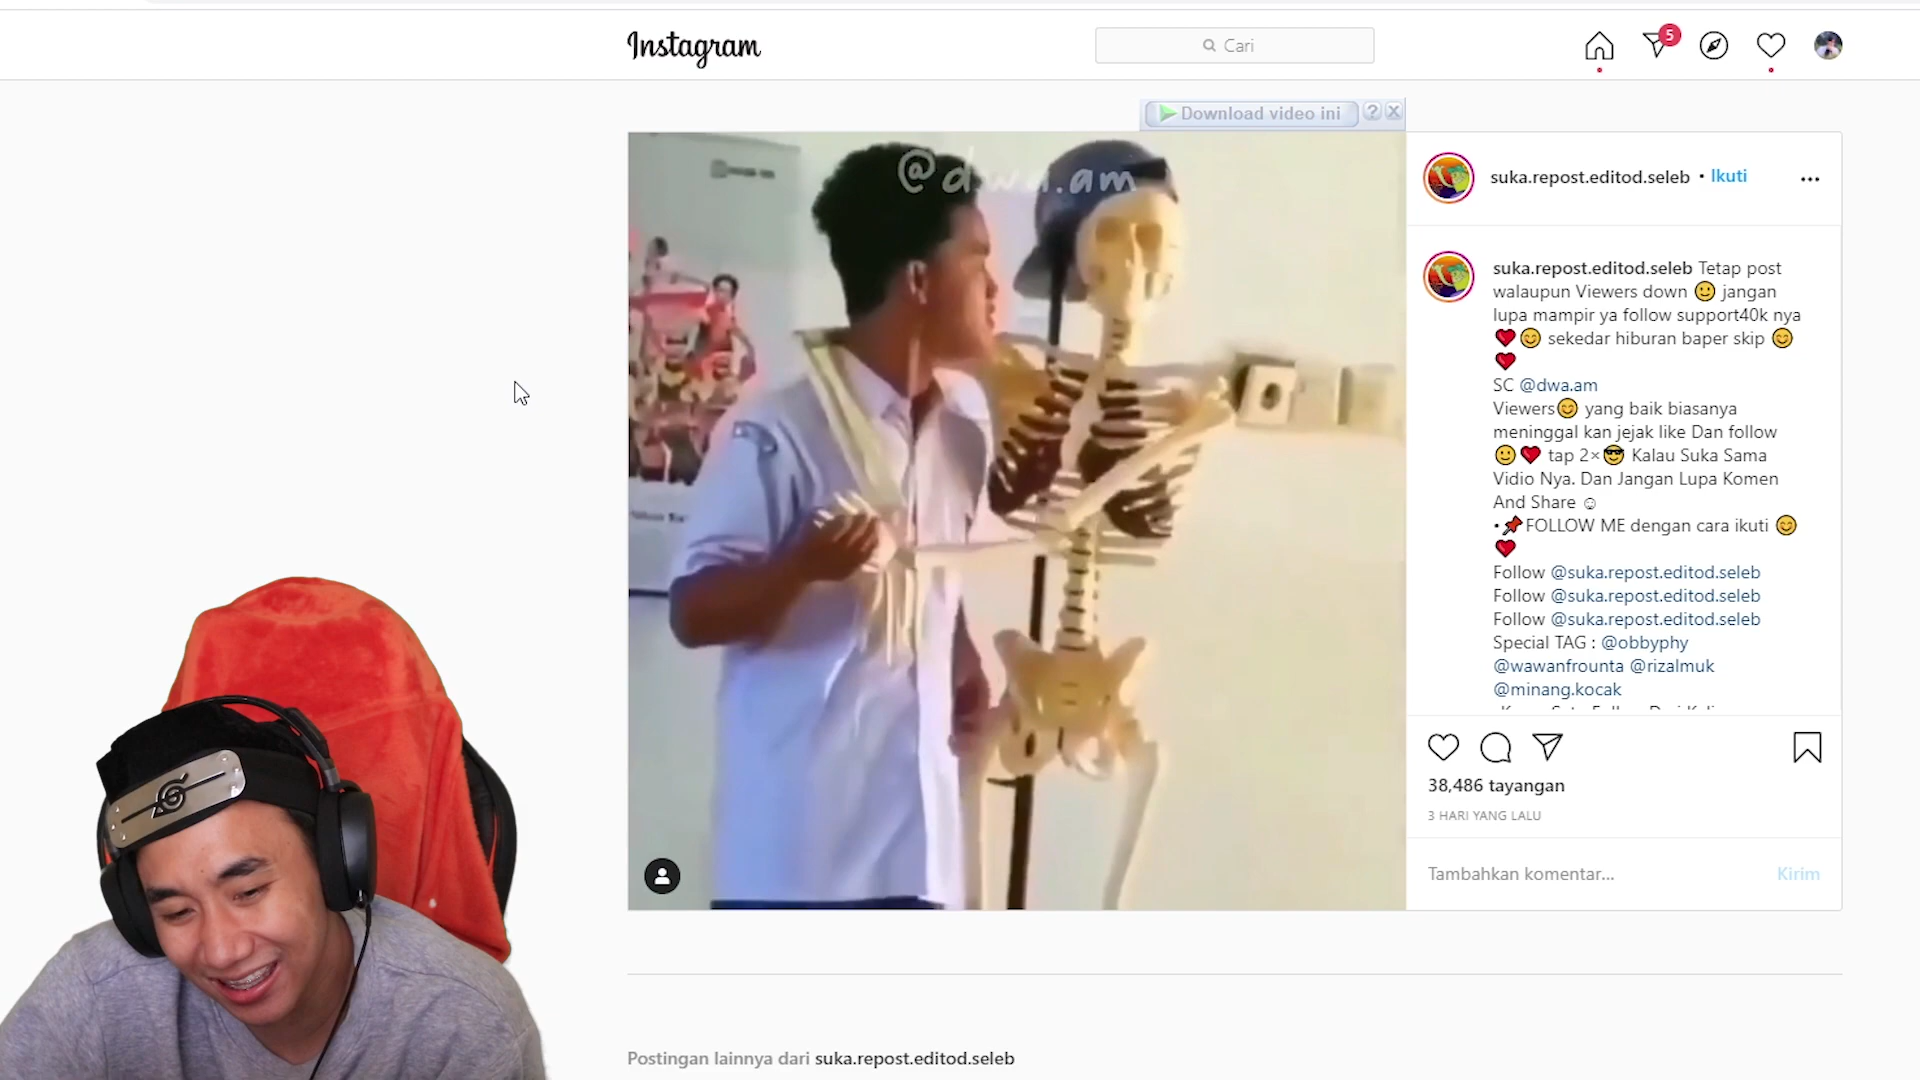 Instagram
Cari
5
Download video ini
@dwa.am
suka.repost.editod.seleb • Ikuti
suka.repost.editod.seleb Tetap post
walaupun Viewers down 🙂 jangan
lupa mampir ya follow support40k nya
❤️😊 sekedar hiburan baper skip 😊
❤️
SC @dwa.am
Viewers😊 yang baik biasanya
meninggal kan jejak like Dan follow
🙂❤️ tap 2×😎 Kalau Suka Sama
Vidio Nya. Dan Jangan Lupa Komen
And Share ☺
•📌FOLLOW ME dengan cara ikuti 😊
❤️
Follow @suka.repost.editod.seleb
Follow @suka.repost.editod.seleb
Follow @suka.repost.editod.seleb
Special TAG : @obbyphy
@wawanfrounta @rizalmuk
@minang.kocak
38,486 tayangan
3 HARI YANG LALU
Tambahkan komentar...
Kirim
Postingan lainnya dari suka.repost.editod.seleb